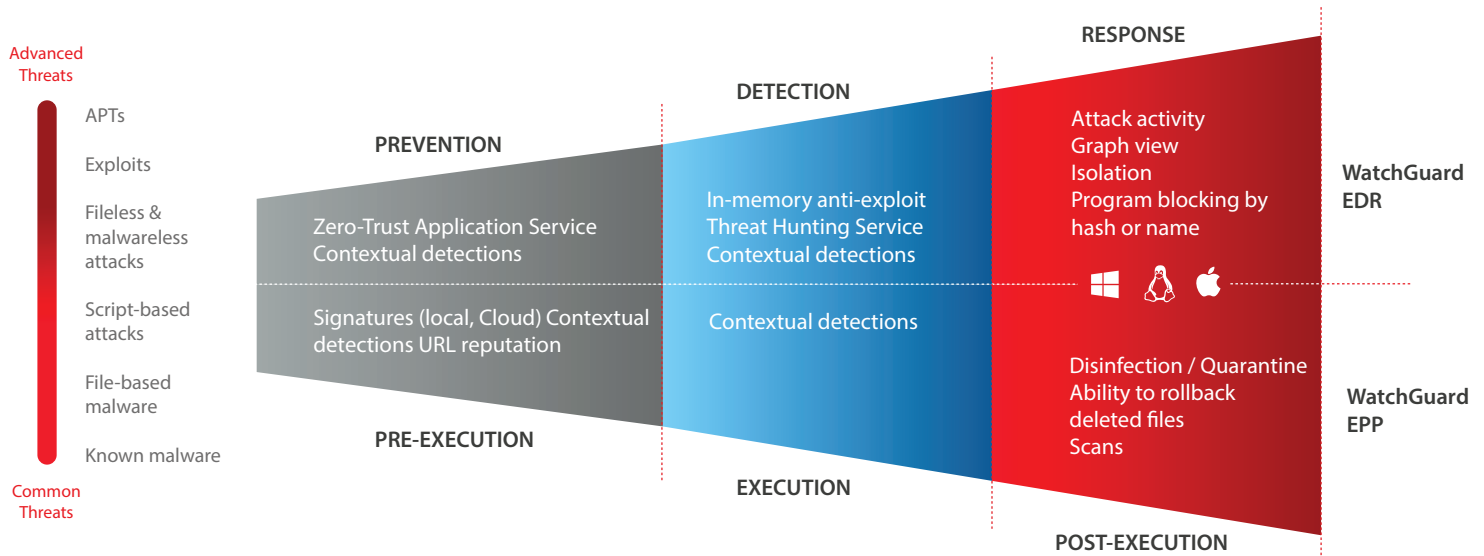 Advanced
Threats
APTs
Exploits
Fileless &
malwareless
attacks
Script-based
attacks
File-based
malware
Known malware
Common
Threats
PREVENTION
Zero-Trust Application Service
Contextual detections
Signatures (local, Cloud) Contextual
detections URL reputation
PRE-EXECUTION
DETECTION
In-memory anti-exploit
Threat Hunting Service
Contextual detections
Contextual detections
EXECUTION
RESPONSE
Attack activity
Graph view
Isolation
Program blocking by
hash or name
Disinfection / Quarantine
Ability to rollback
deleted files
Scans
POST-EXECUTION
WatchGuard
EDR
WatchGuard
EPP